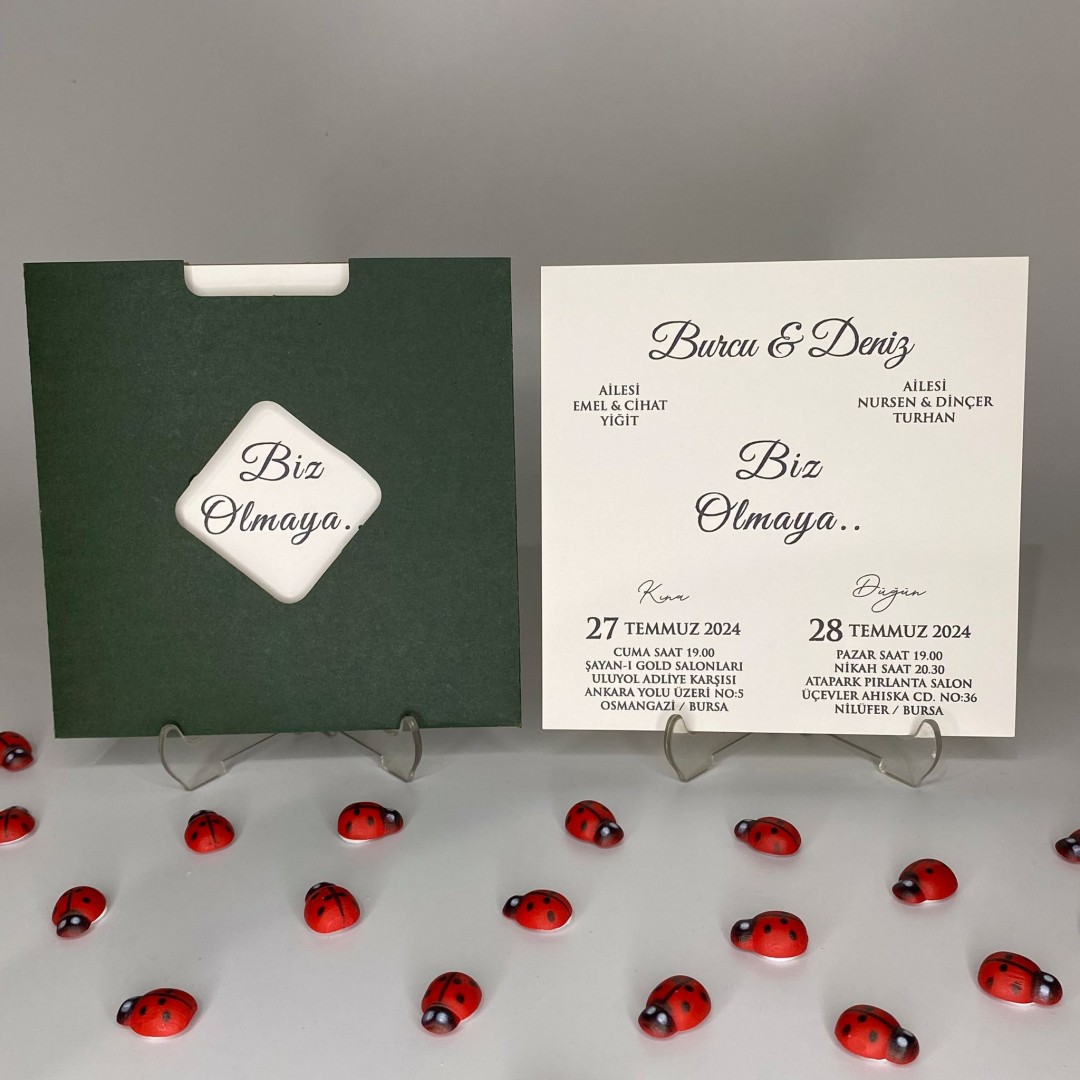 Biz
Olmaya..
Burcu & Deniz
AİLESİ
EMEL & CİHAT
YİĞİT
AİLESİ
NURSEN & DİNÇER
TURHAN
Biz
Olmaya..
Kına
27 TEMMUZ 2024
CUMA SAAT 19.00
ŞAYAN-I GOLD SALONLARI
ULUYOL ADLİYE KARŞISI
ANKARA YOLU ÜZERİ NO:5
OSMANGAZİ / BURSA
Düğün
28 TEMMUZ 2024
PAZAR SAAT 19.00
NİKAH SAAT 20.30
ATAPARK PIRLANTA SALON
ÜÇEVLER AHISKA CD. NO:36
NİLÜFER / BURSA